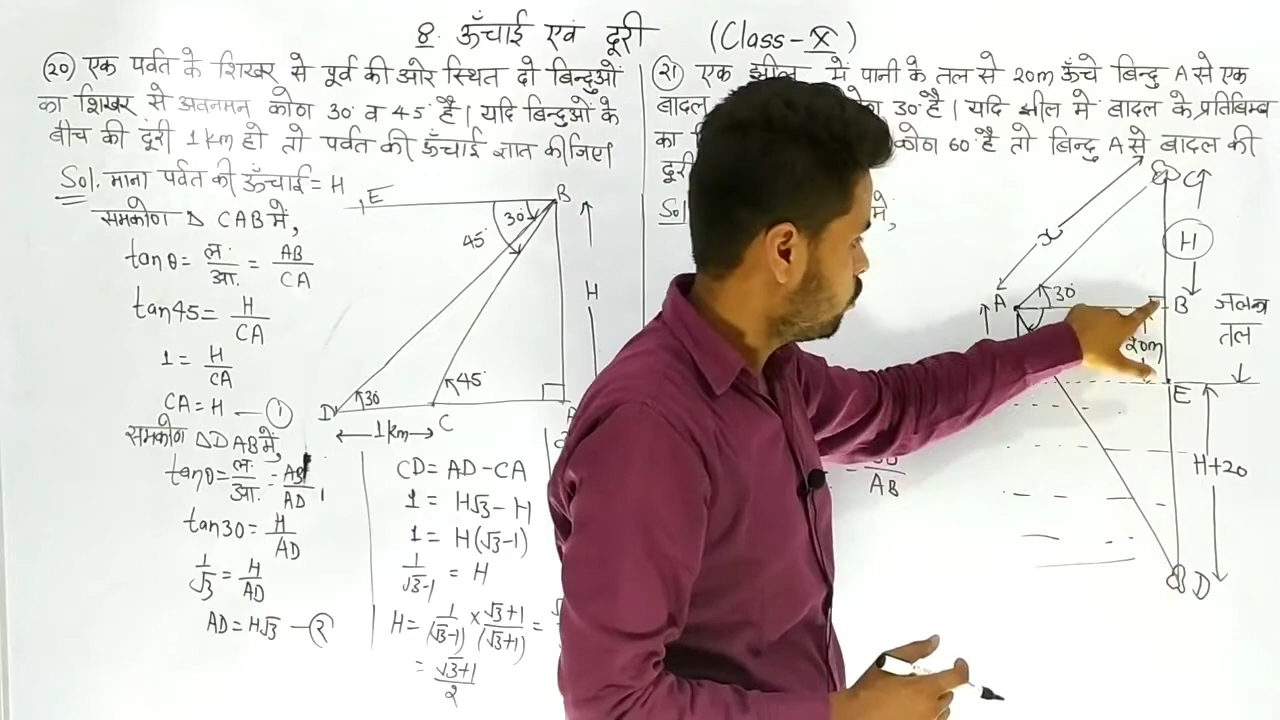 8. ऊँचाई एवं दूरी (Class-X)
(20) एक पर्वत के शिखर से पूर्व की ओर स्थित दो बिन्दुओं
का शिखर से अवनमन कोण 30° व 45° है। यदि बिन्दुओं के
बीच की दूरी 1km हो तो पर्वत की ऊँचाई ज्ञात कीजिए।
Sol. माना पर्वत की ऊँचाई = H
समकोण Δ CAB में,
tanθ = ल. / आ. = AB / CA
tan45 = H / CA
1 = H / CA
CA = H — (1)
समकोण ΔDAB में,
tanθ = ल. / आ. = AB / AD
tan30 = H / AD
1 / √3 = H / AD
AD = H√3 — (2)
E
B
30°
45°
H
D
30
45°
C
1km
CD = AD - CA
1 = H√3 - H
1 = H(√3-1)
1 / √3-1 = H
H = 1 / (√3-1) × √3+1 / (√3+1) =
= √3+1 / 2
(21) एक झील में पानी के तल से 20m ऊँचे बिन्दु A से एक
बादल 30° है। यदि झील में बादल के प्रतिबिम्ब
का कोण 60° है तो बिन्दु A से बादल की
दूरी
Sol
में,
AB
C
x
H
A
30°
B
जल का
तल
20m
E
H+20
D